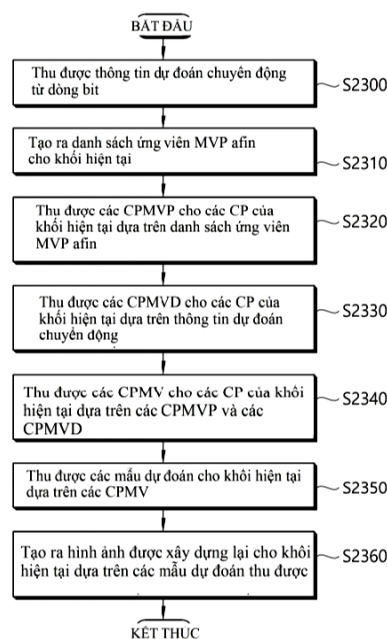 BẮT ĐẦU
Thu được thông tin dự đoán chuyển động
từ dòng bit
S2300
Tạo ra danh sách ứng viên MVP afin
cho khối hiện tại
S2310
Thu được các CPMVP cho các CP của
khối hiện tại dựa trên danh sách ứng viên
MVP afin
S2320
Thu được các CPMVD cho các CP của
khối hiện tại dựa trên thông tin dự đoán
chuyển động
S2330
Thu được các CPMV cho các CP của khối
hiện tại dựa trên các CPMVP và các
CPMVD
S2340
Thu được các mẫu dự đoán cho khối hiện tại
dựa trên các CPMV
S2350
Tạo ra hình ảnh được xây dựng lại cho khối
hiện tại dựa trên các mẫu dự đoán thu được
S2360
KẾT THÚC